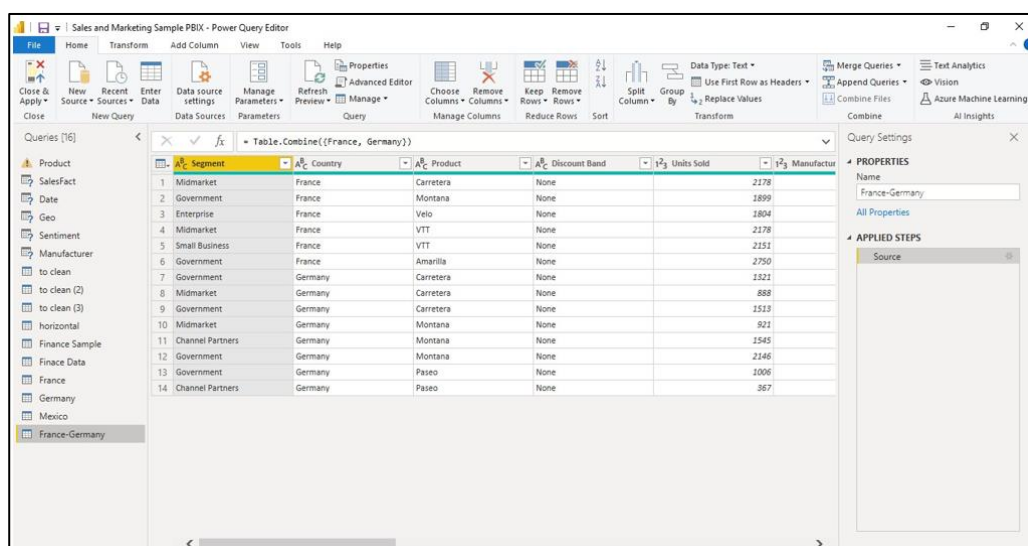 Sales and Marketing Sample PBIX - Power Query Editor
File Home Transform Add Column View Tools Help
Close & Apply New Source Recent Sources Enter Data Data source settings Manage Parameters Refresh Preview Properties Advanced Editor Manage Choose Columns Remove Columns Keep Rows Remove Rows Split Column Group By Data Type: Text Use First Row as Headers Replace Values Merge Queries Append Queries Combine Files Text Analytics Vision Azure Machine Learning
Close New Query Data Sources Parameters Query Manage Columns Reduce Rows Sort Transform Combine AI Insights
Queries [16]
Product
SalesFact
Date
Geo
Sentiment
Manufacturer
to clean
to clean (2)
to clean (3)
horizontal
Finance Sample
Finace Data
France
Germany
Mexico
France-Germany
fx = Table.Combine({France, Germany})
ABC Segment ABC Country ABC Product ABC Discount Band 123 Units Sold 123 Manufactur
1 Midmarket France Carretera None 2178
2 Government France Montana None 1899
3 Enterprise France Velo None 1804
4 Midmarket France VTT None 2178
5 Small Business France VTT None 2151
6 Government France Amarilla None 2750
7 Government Germany Carretera None 1321
8 Midmarket Germany Carretera None 888
9 Government Germany Carretera None 1513
10 Midmarket Germany Montana None 921
11 Channel Partners Germany Montana None 1545
12 Government Germany Montana None 2146
13 Government Germany Paseo None 1006
14 Channel Partners Germany Paseo None 367
Query Settings
PROPERTIES
Name
France-Germany
All Properties
APPLIED STEPS
Source